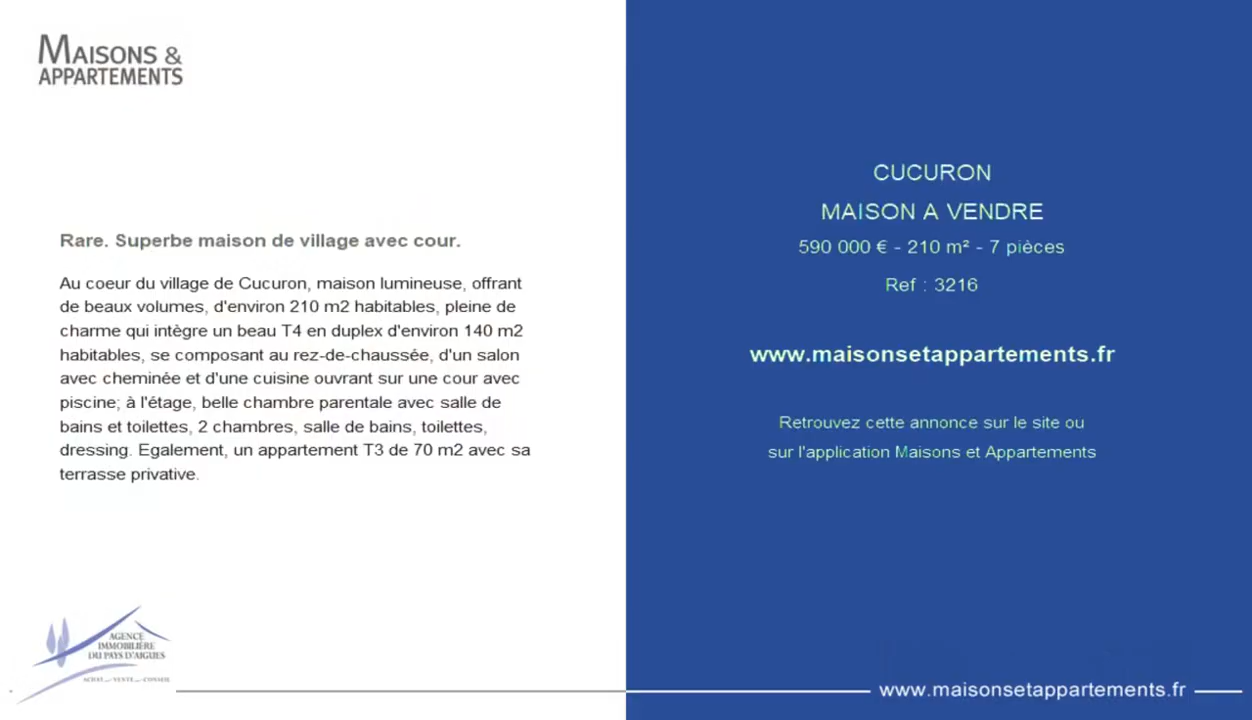 MAISONS &
APPARTEMENTS
Rare. Superbe maison de village avec cour.
Au coeur du village de Cucuron, maison lumineuse, offrant
de beaux volumes, d'environ 210 m2 habitables, pleine de
charme qui intègre un beau T4 en duplex d'environ 140 m2
habitables, se composant au rez-de-chaussée, d'un salon
avec cheminée et d'une cuisine ouvrant sur une cour avec
piscine; à l'étage, belle chambre parentale avec salle de
bains et toilettes, 2 chambres, salle de bains, toilettes,
dressing. Egalement, un appartement T3 de 70 m2 avec sa
terrasse privative.
AGENCE
IMMOBILIÈRE
DU PAYS D'AIGUES
ACHAT VENTE CONSEIL
CUCURON
MAISON A VENDRE
590 000 € - 210 m² - 7 pièces
Ref : 3216
www.maisonsetappartements.fr
Retrouvez cette annonce sur le site ou
sur l'application Maisons et Appartements
www.maisonsetappartements.fr